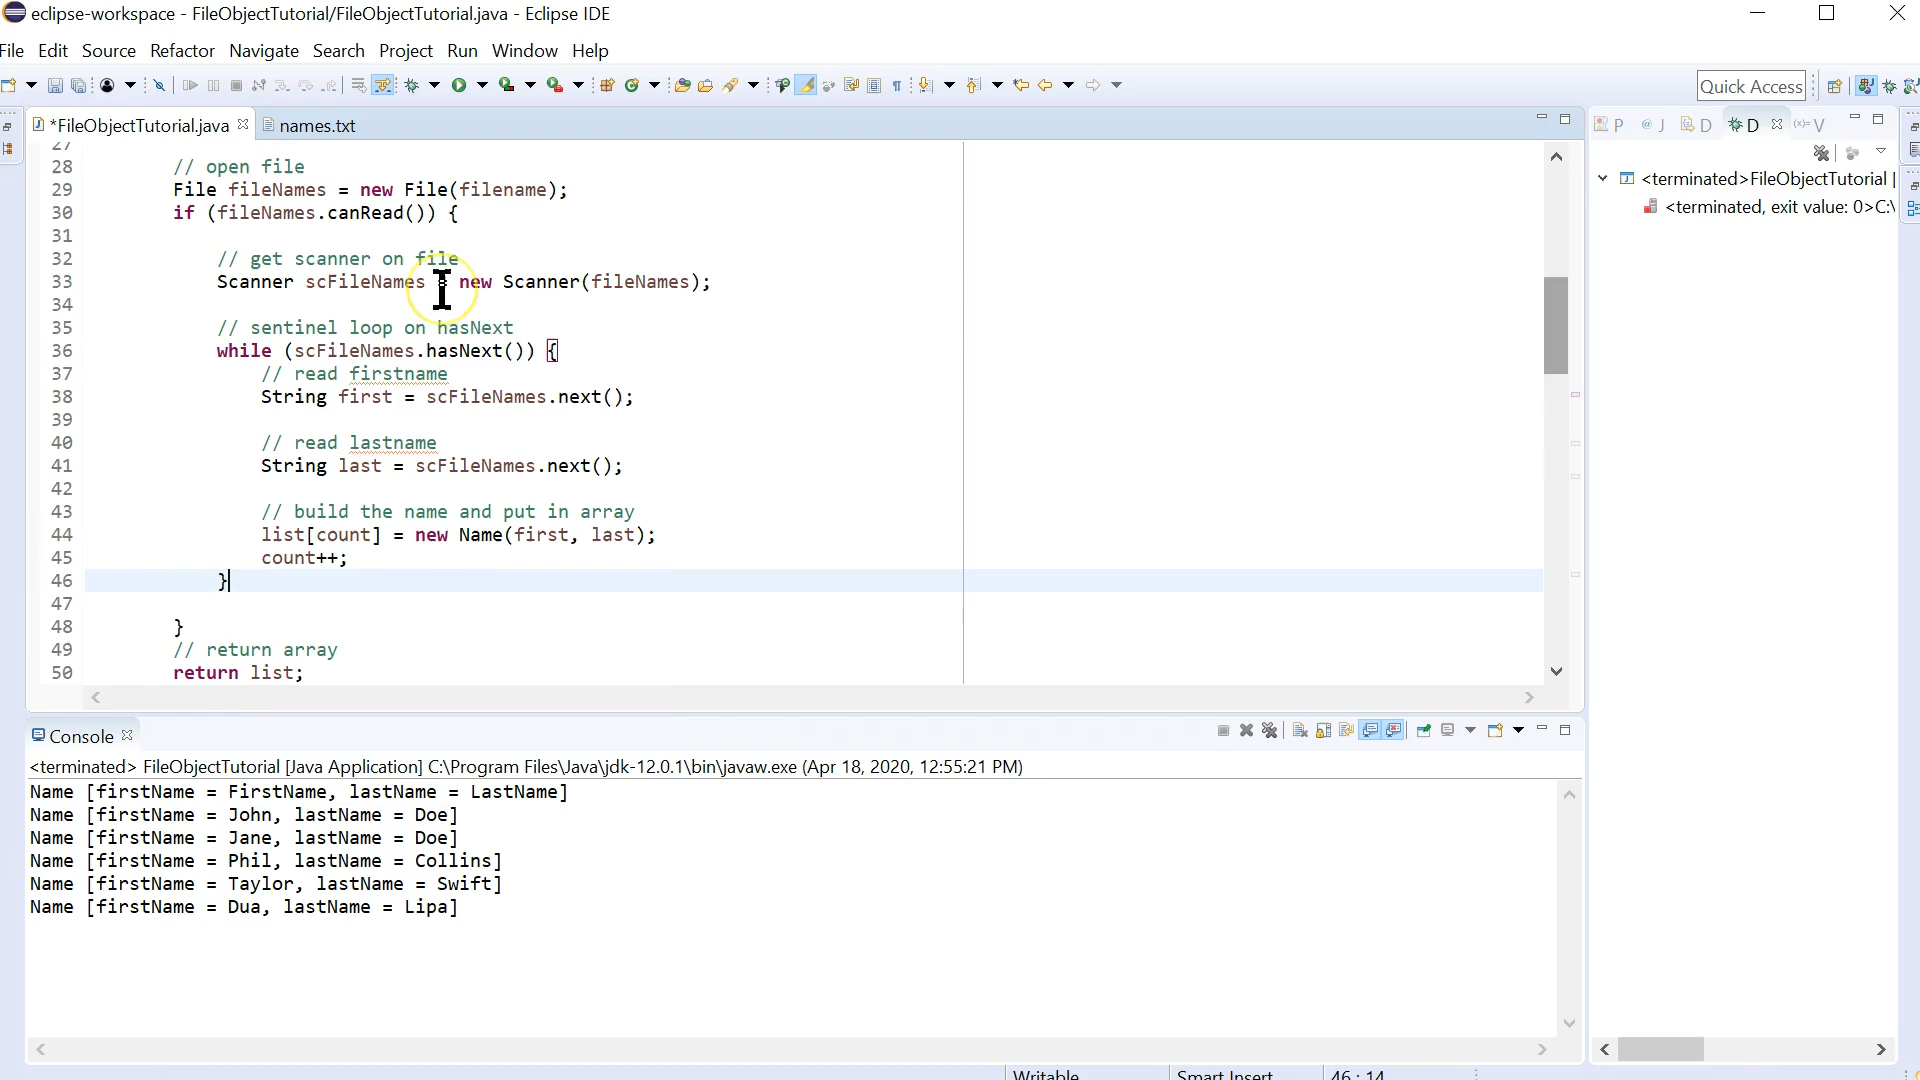 eclipse-workspace - FileObjectTutorial/FileObjectTutorial.java - Eclipse IDE
File Edit Source Refactor Navigate Search Project Run Window Help
Quick Access
*FileObjectTutorial.java names.txt
P @ J D D (x)= V
27
28 // open file
29 File fileNames = new File(filename);
30 if (fileNames.canRead()) {
31
32 // get scanner on file
33 Scanner scFileNames = new Scanner(fileNames);
34
35 // sentinel loop on hasNext
36 while (scFileNames.hasNext()) {
37 // read firstname
38 String first = scFileNames.next();
39
40 // read lastname
41 String last = scFileNames.next();
42
43 // build the name and put in array
44 list[count] = new Name(first, last);
45 count++;
46 }
47
48 }
49 // return array
50 return list;
<terminated>FileObjectTutorial
<terminated, exit value: 0>C:\
Console
<terminated> FileObjectTutorial [Java Application] C:\Program Files\Java\jdk-12.0.1\bin\javaw.exe (Apr 18, 2020, 12:55:21 PM)
Name [firstName = FirstName, lastName = LastName]
Name [firstName = John, lastName = Doe]
Name [firstName = Jane, lastName = Doe]
Name [firstName = Phil, lastName = Collins]
Name [firstName = Taylor, lastName = Swift]
Name [firstName = Dua, lastName = Lipa]
Writable Smart Insert 46 : 14